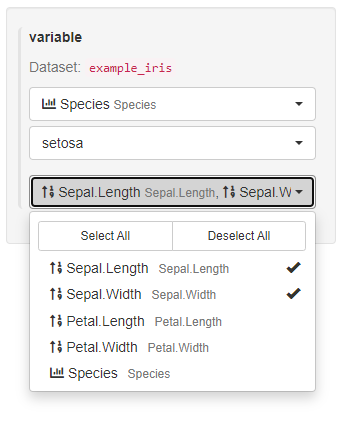 variable
Dataset: example_iris
Species Species
setosa
Sepal.Length Sepal.Length, Sepal.W
Select All Deselect All
Sepal.Length Sepal.Length
Sepal.Width Sepal.Width
Petal.Length Petal.Length
Petal.Width Petal.Width
Species Species